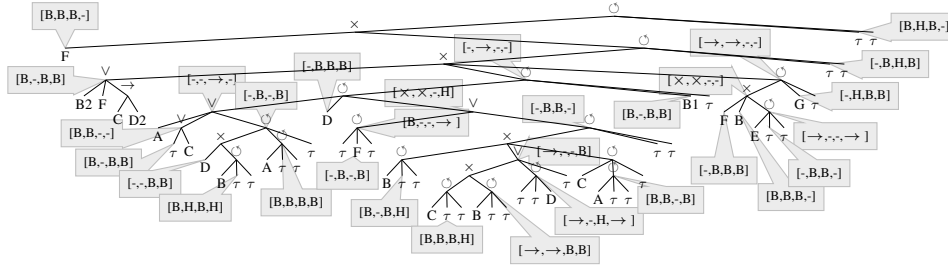 [B,B,B,-]
↺
×
[B,H,B,-]
F
τ τ
[-,→,-,-]
[→,→,-,-]
↺
[-,B,H,B]
τ τ
[B,-,B,B]
∨
[-,-,→,-]
[-,B,B,B]
×
↺
[×,×,-,-]
↺
[-,H,B,B]
B2 F →
[-,B,-,B]
↺
[×,×,-,H]
B1 τ
×
G τ
C D2
∨
D
∨
[B,-,-,→]
[-,B,B,-]
[B,-,B,B]
F B ↺
[B,B,-,-]
A ∨
↺
↺
↺
E τ τ
[→,-,-,→]
[B,-,B,B]
τ C
×
τ
τ F τ
×
[→,-,-,B]
τ τ
[-,-,B,B]
D ↺
A τ τ
[-,B,-,B]
↺
∨
↺
[-,B,B,B]
[-,B,B,-]
B τ τ
B τ τ
×
↺
C
↺
τ
[B,H,B,H]
[B,B,B,B]
[B,-,B,H]
↺
τ τ D
A τ τ
[B,B,-,B]
[B,B,B,-]
C τ τ
B τ τ
[→,-,H,→]
[B,B,B,H]
[→,→,B,B]